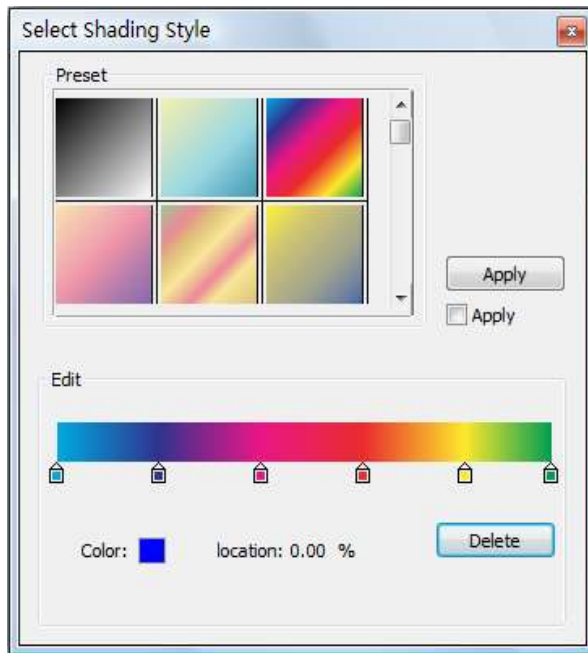 Select Shading Style
Preset
Apply
Apply
Edit
Color:
location: 0.00 %
Delete